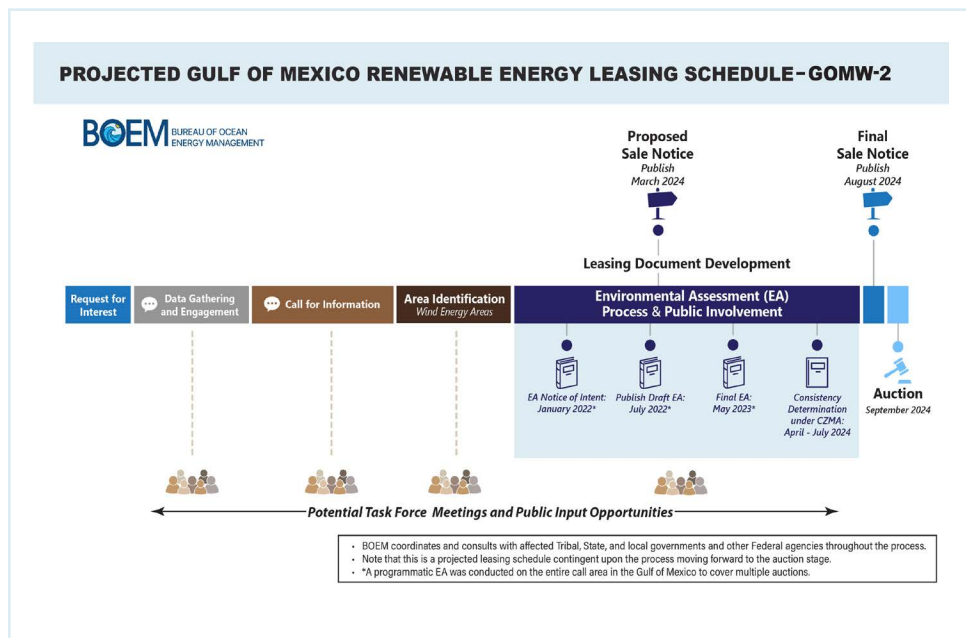 PROJECTED GULF OF MEXICO RENEWABLE ENERGY LEASING SCHEDULE – GOMW-2
BOEM BUREAU OF OCEAN
ENERGY MANAGEMENT
Proposed
Sale Notice
Publish
March 2024
Final
Sale Notice
Publish
August 2024
Leasing Document Development
Request for
Interest
Data Gathering
and Engagement
Call for Information
Area Identification
Wind Energy Areas
Environmental Assessment (EA)
Process & Public Involvement
EA Notice of Intent:
January 2022*
Publish Draft EA:
July 2022*
Final EA:
May 2023*
Consistency
Determination
under CZMA:
April - July 2024
Auction
September 2024
Potential Task Force Meetings and Public Input Opportunities
• BOEM coordinates and consults with affected Tribal, State, and local governments and other Federal agencies throughout the process.
• Note that this is a projected leasing schedule contingent upon the process moving forward to the auction stage.
• *A programmatic EA was conducted on the entire call area in the Gulf of Mexico to cover multiple auctions.